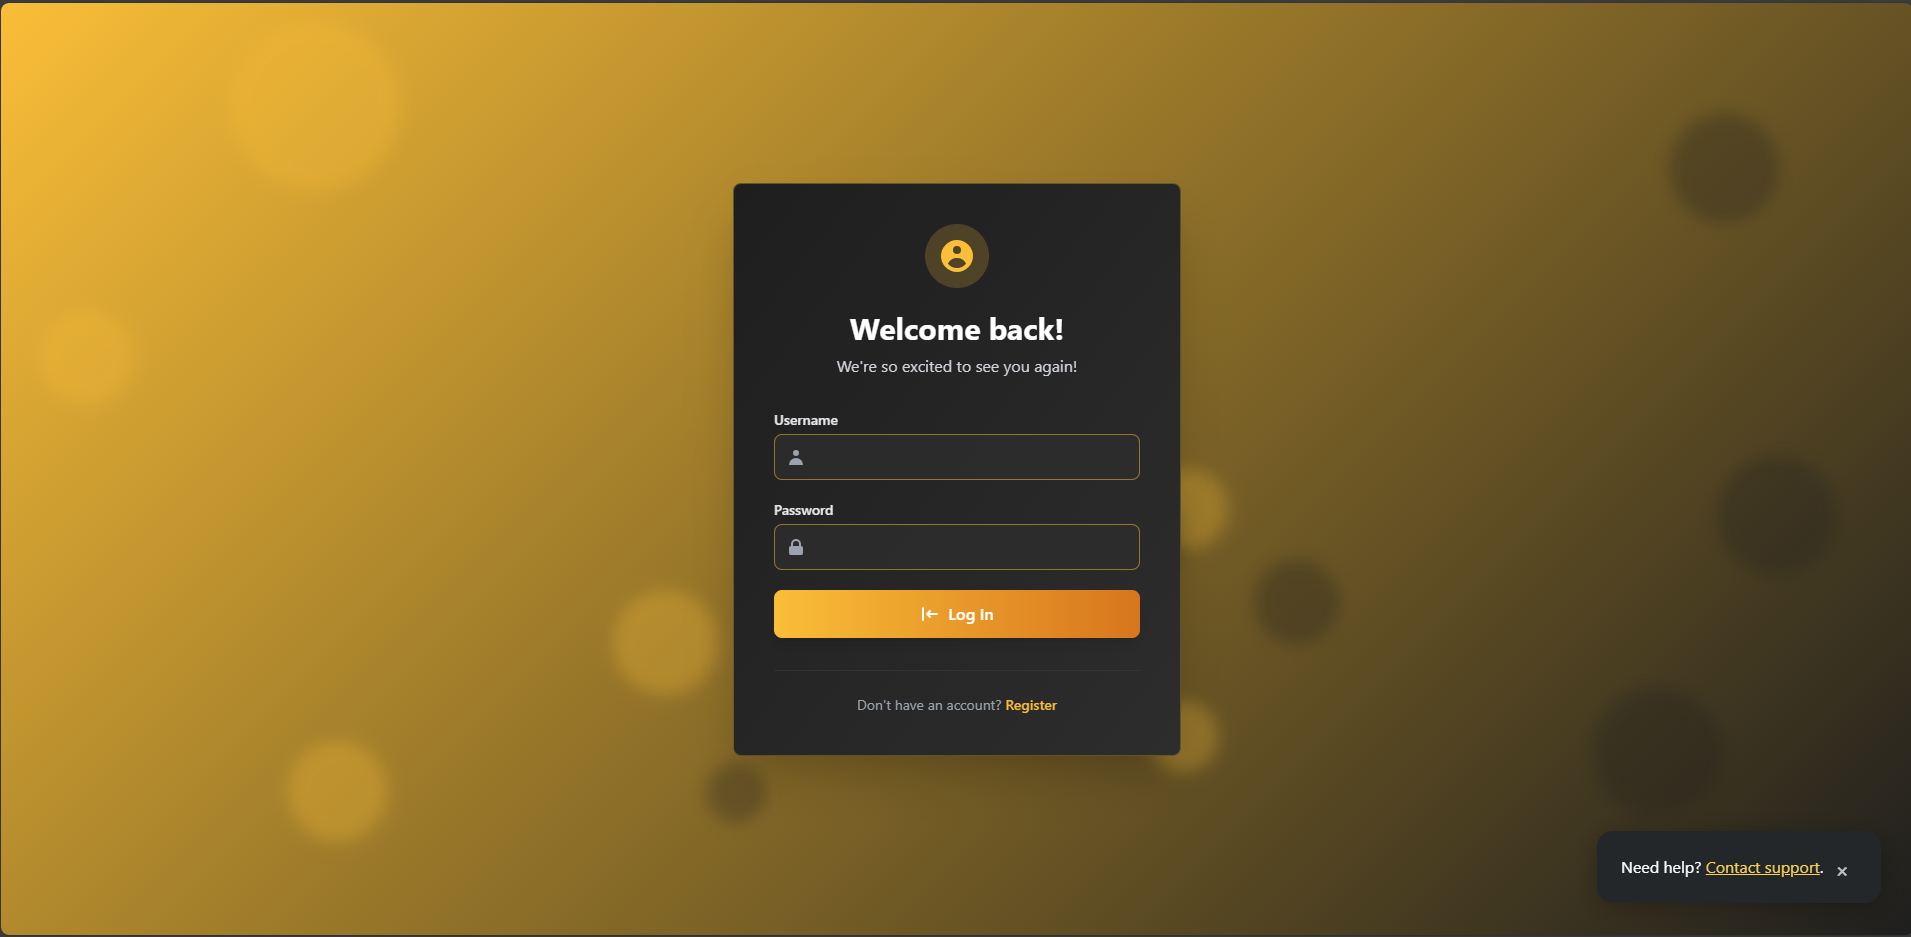 Welcome back!
We're so excited to see you again!
Username
Password
Log In
Don't have an account? Register
Need help? Contact support. ×